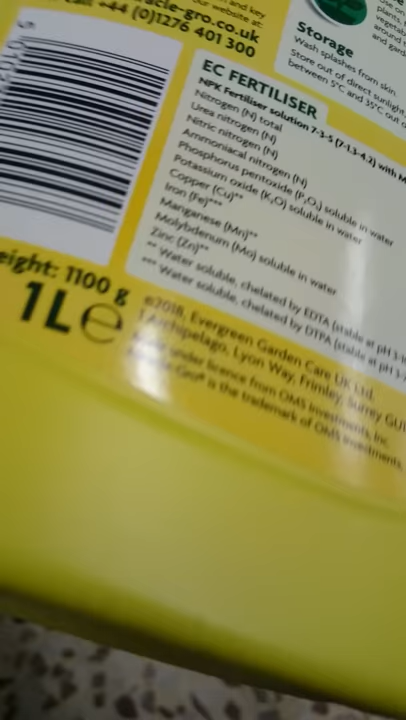 and key
our website at:
acle-gro.co.uk
call +44 (0)1276 401 300
Storage
Wash splashes from skin.
Store out of direct sunlight,
between 5°C and 35°C out o
EC FERTILISER
NPK Fertiliser solution 7-3-5 (7-1.3-4.2) with M
Nitrogen (N) total
Urea nitrogen (N)
Nitric nitrogen (N)
Ammoniacal nitrogen (N)
Phosphorus pentoxide (P₂O₅) soluble in water
Potassium oxide (K₂O) soluble in water
Copper (Cu)**
Iron (Fe)***
Manganese (Mn)**
Molybdenum (Mo) soluble in water
Zinc (Zn)**
** Water soluble, chelated by EDTA (stable at pH 3-
*** Water soluble, chelated by DTPA (stable at pH
eight: 1100 g
1L e
©2018, Evergreen Garden Care UK Ltd.
1 Archipelago, Lyon Way, Frimley, Surrey GU1
under licence from OMS Investments, Inc
Gro® is the trademark of OMS Investments,